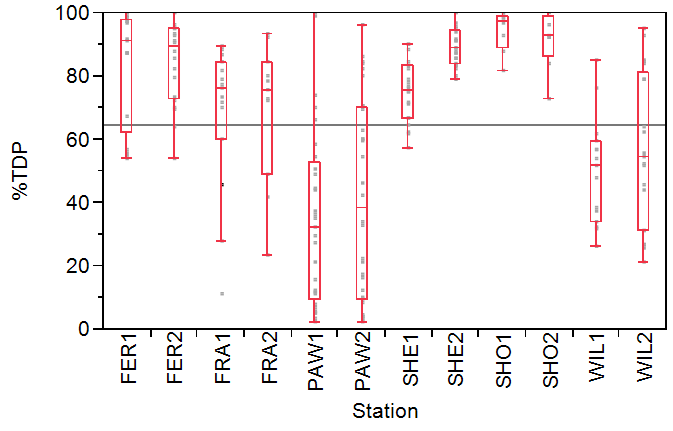 100
80
60
40
20
0
%TDP
FER1
FER2
FRA1
FRA2
PAW1
PAW2
SHE1
SHE2
SHO1
SHO2
WIL1
WIL2
Station